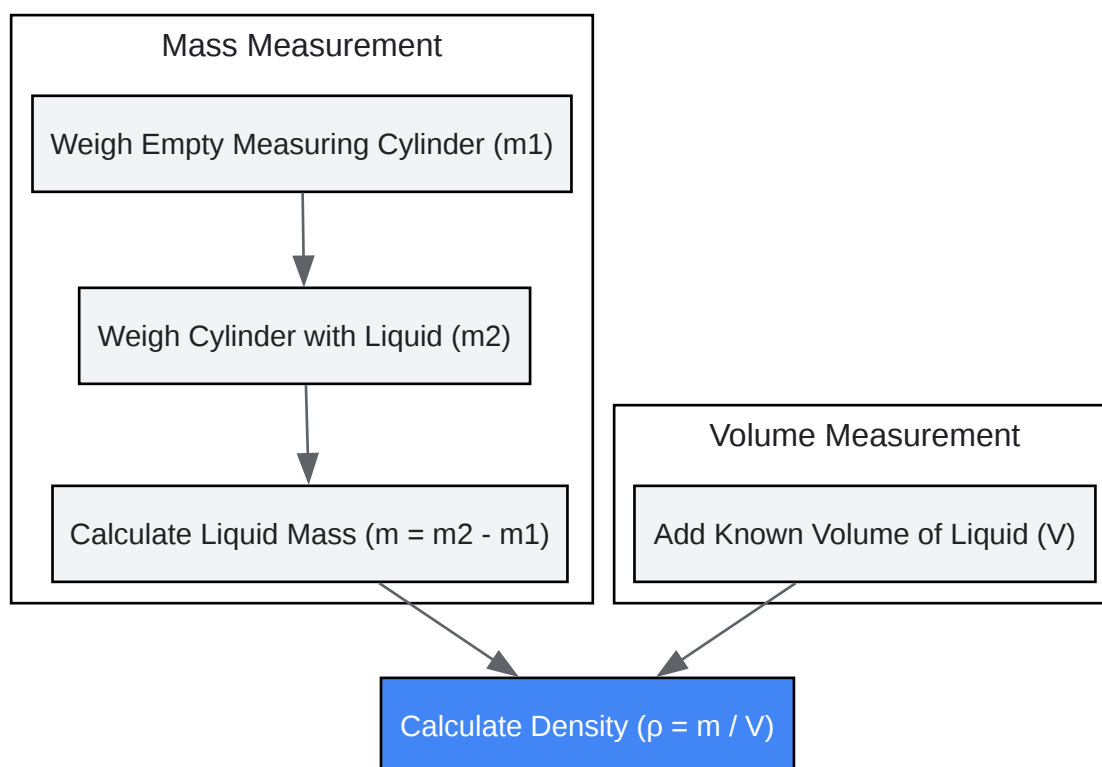 Mass Measurement
Weigh Empty Measuring Cylinder (m1)
Weigh Cylinder with Liquid (m2)
Calculate Liquid Mass (m = m2 - m1)
Volume Measurement
Add Known Volume of Liquid (V)
Calculate Density (ρ = m / V)